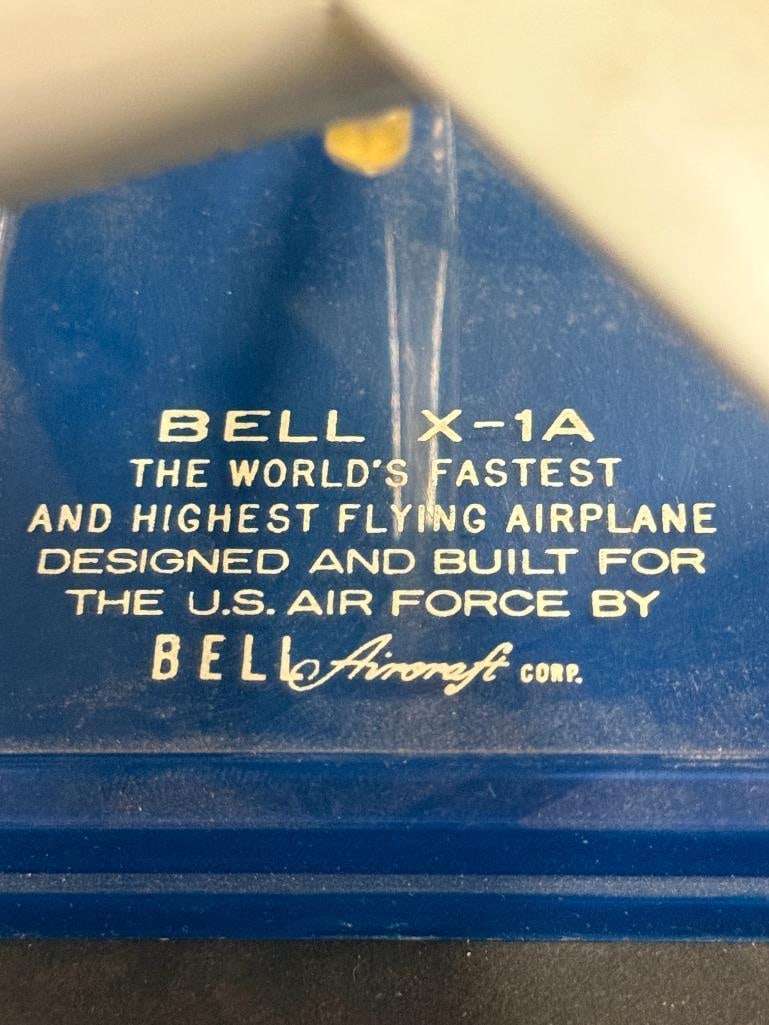 BELL X-1A
THE WORLD'S FASTEST
AND HIGHEST FLYING AIRPLANE
DESIGNED AND BUILT FOR
THE U.S. AIR FORCE BY
BELL Aircraft CORP.